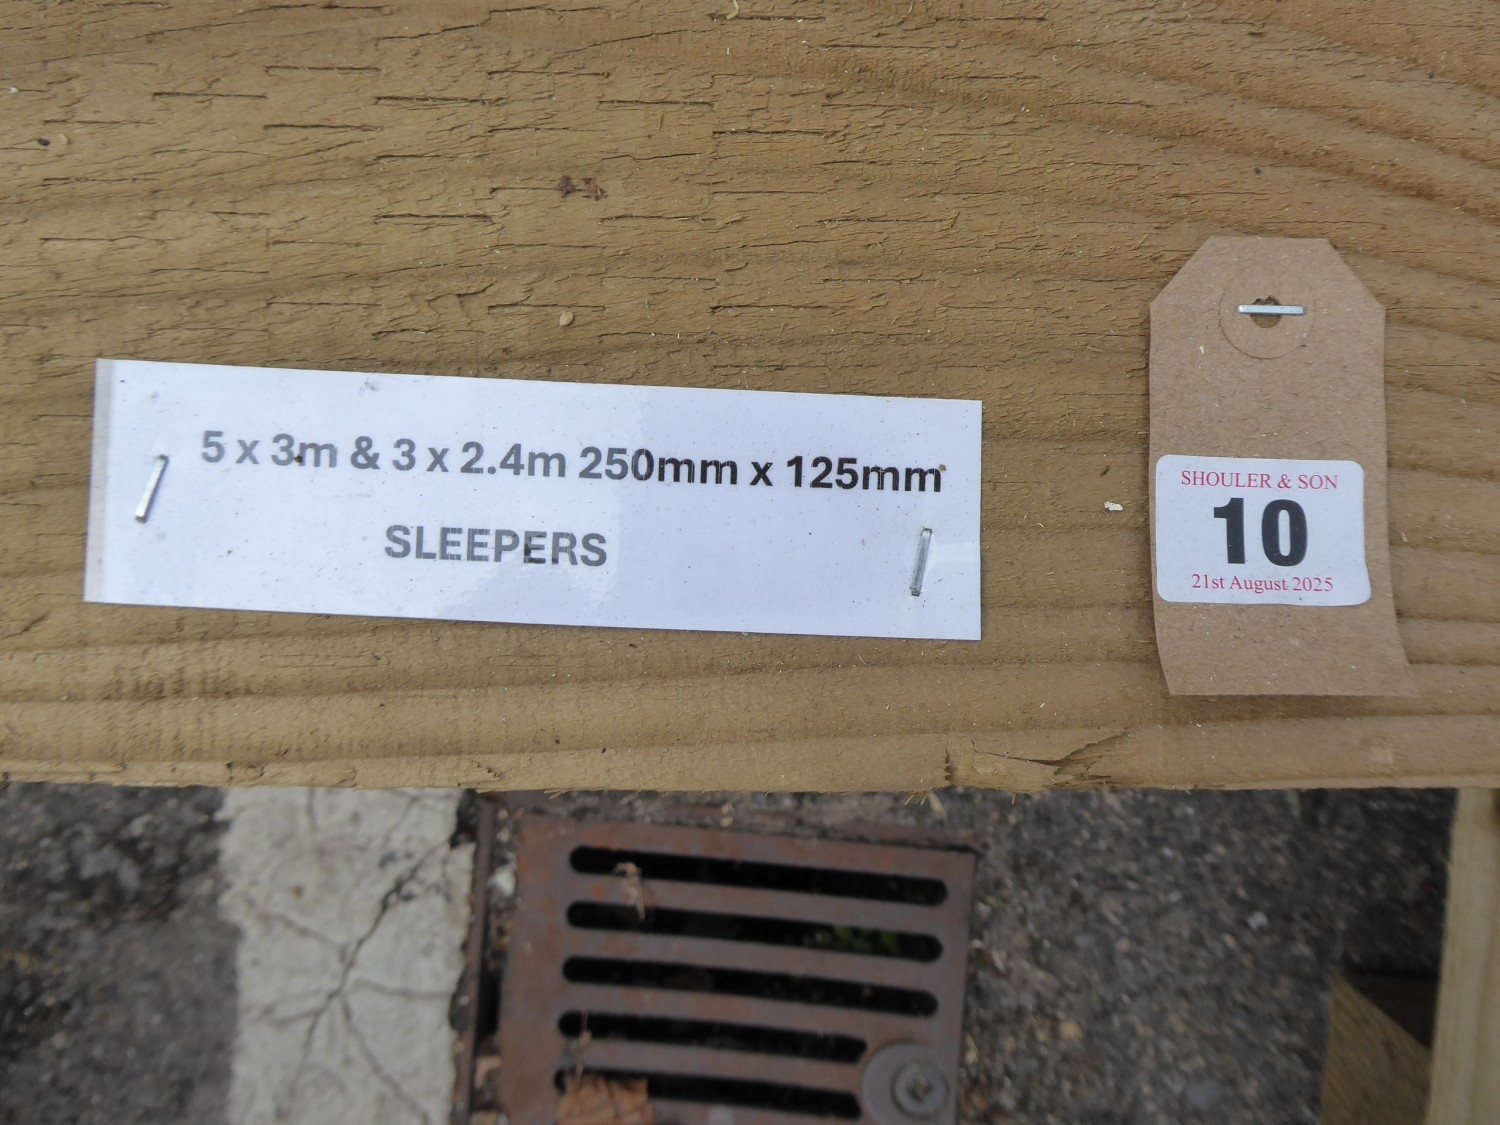 5 x 3m & 3 x 2.4m 250mm x 125mm
SLEEPERS
SHOULER & SON
10
21st August 2025